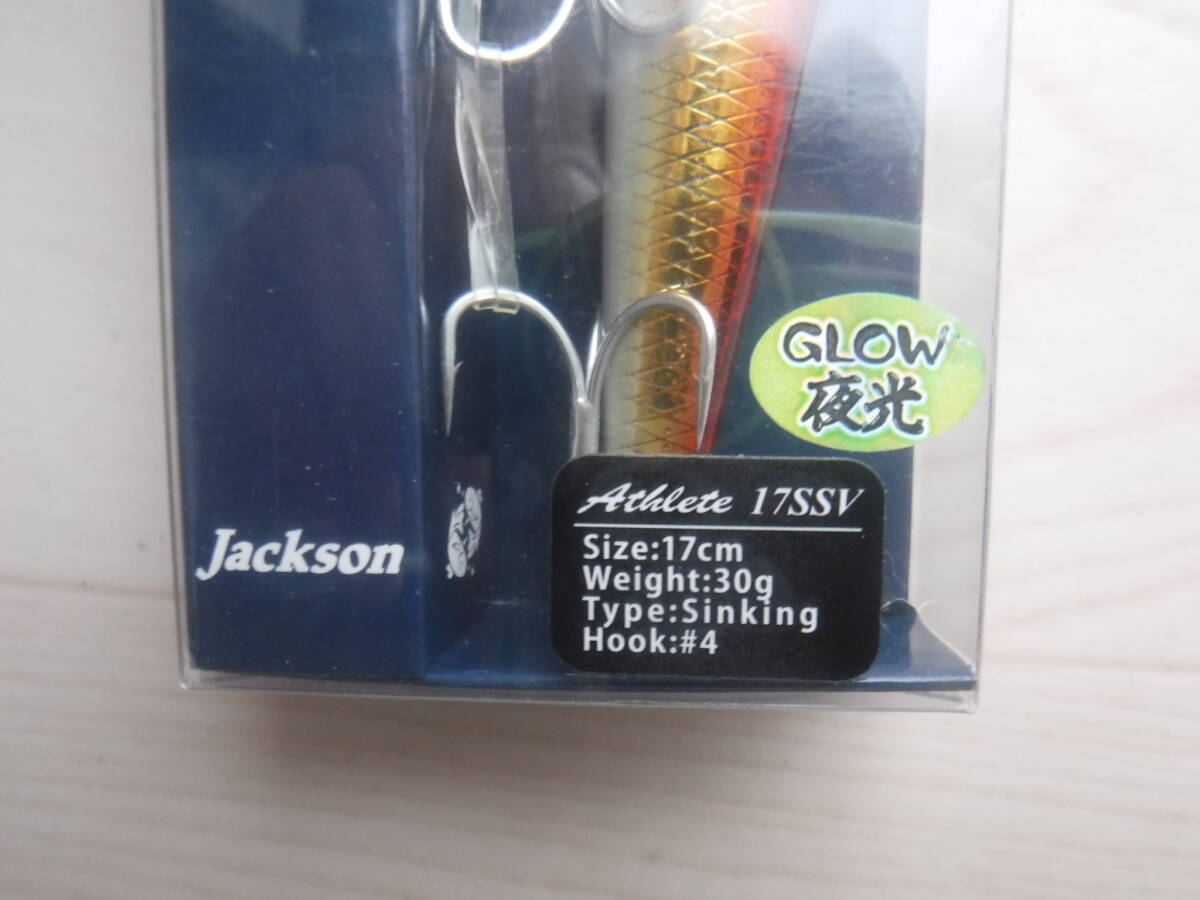 GLOW
夜光
Athlete 17SSV
Size:17cm
Weight:30g
Type:Sinking
Hook:#4
Jackson